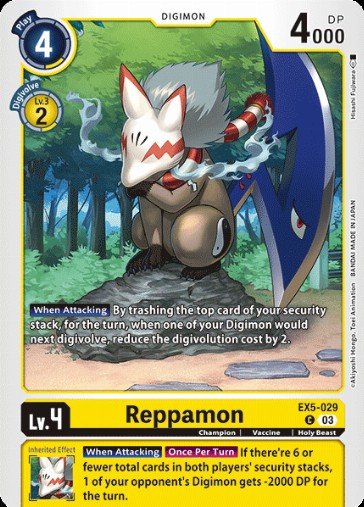 Play
4
DIGIMON
DP
4000
Digivolve
Lv.3
2
Hisashi Fujiwara
©Akiyoshi Hongo, Toei Animation BANDAI MADE IN JAPAN
When Attacking By trashing the top card of your security
stack, for the turn, when one of your Digimon would
next digivolve, reduce the digivolution cost by 2.
Lv.4
Reppamon
EX5-029
C 03
Champion | Vaccine | Holy Beast
Inherited Effect
When Attacking Once Per Turn If there're 6 or
fewer total cards in both players' security stacks,
1 of your opponent's Digimon gets -2000 DP for
the turn.